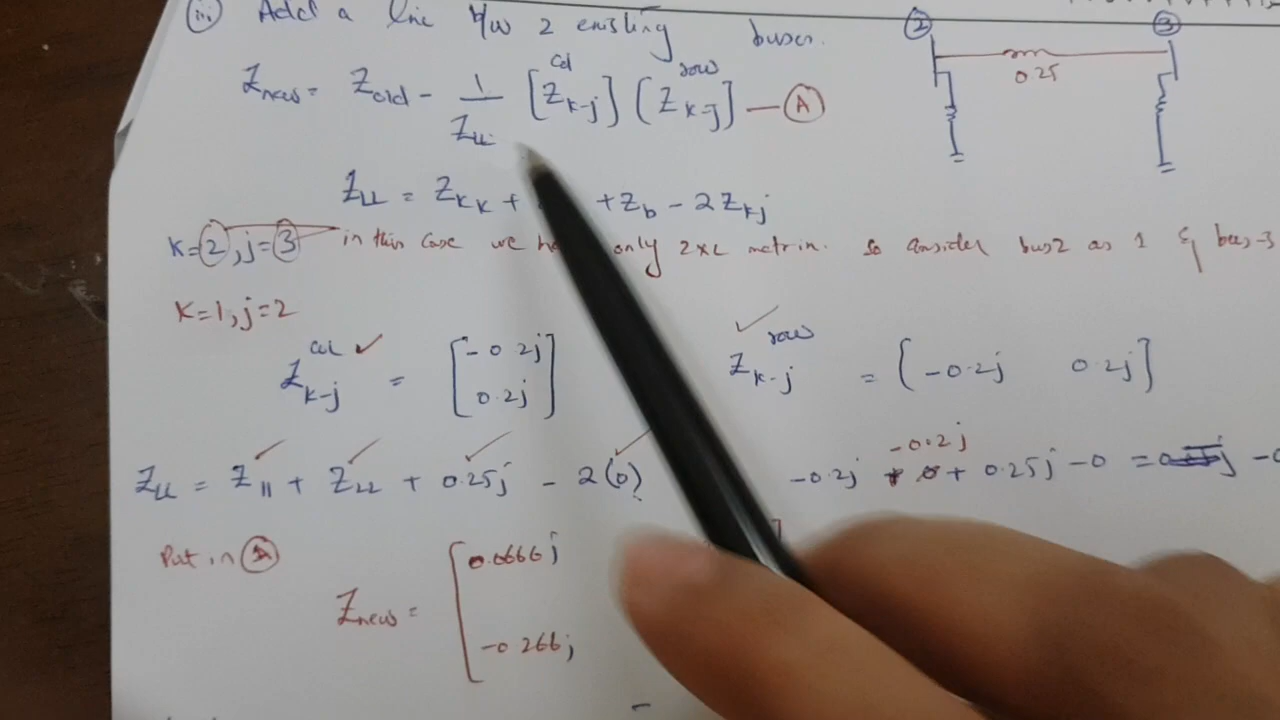 (iii) Add a line b/w 2 existing buses.
② ③
0.25
Znew = Zold - 1/ZLL [Zk-j]col [Zk-j]row — Ⓐ
ZLL = Zkk + + Zb - 2Zkj
K=②, j=③ in this case we only 2x2 matrix. so consider bus2 as 1 & bus-3
K=1, j=2
Zk-j col ✓ = [-0.2j 0.2j] ✓ Zk-j row = [-0.2j 0.2j]
-0.2j
ZLL = Z11 + Z22 + 0.25j - 2(0) -0.2j + 0.25j - 0 =
Put in Ⓐ
Znew = [0.0666j
-0.266j